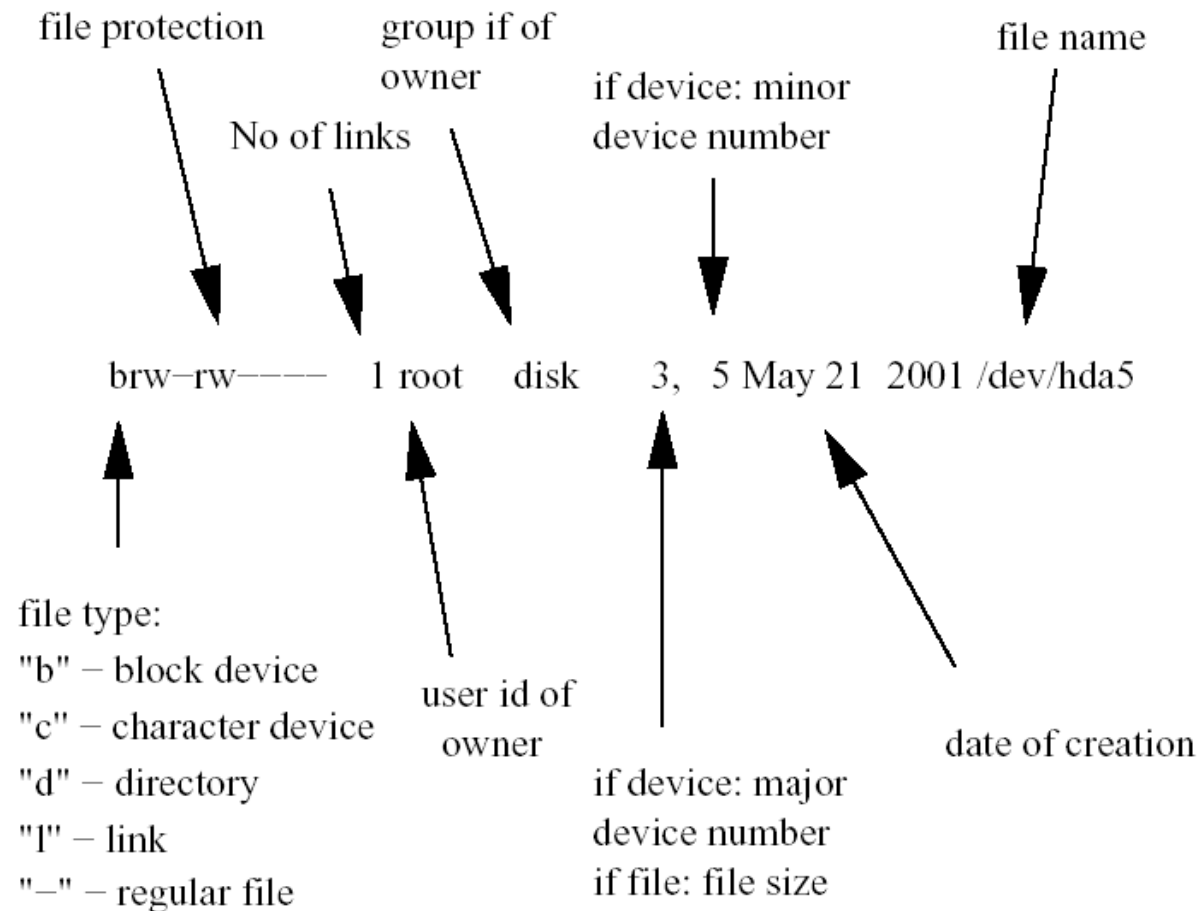 file protection
group if of
owner
file name
if device: minor
device number
No of links
brw-rw---- 1 root disk 3, 5 May 21 2001 /dev/hda5
file type:
"b" – block device
"c" – character device
"d" – directory
"l" – link
"–" – regular file
user id of
owner
if device: major
device number
if file: file size
date of creation